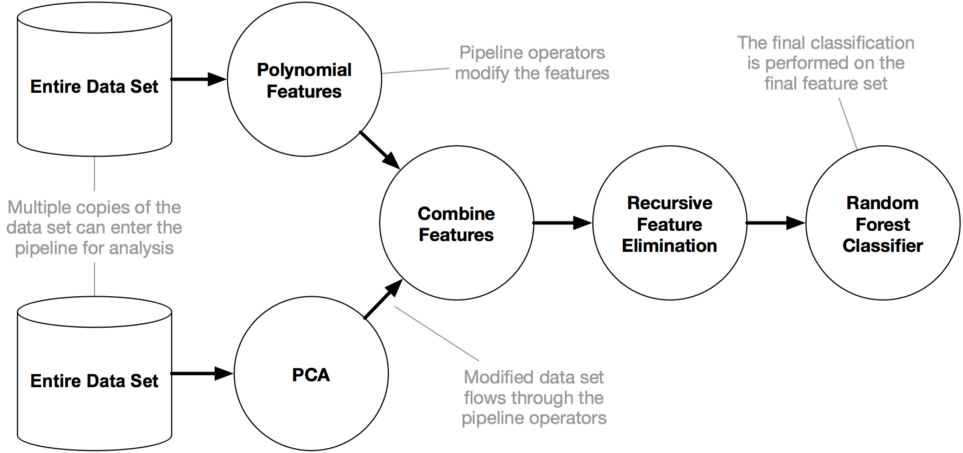 Entire Data Set
Polynomial
Features
Pipeline operators
modify the features
The final classification
is performed on the
final feature set
Multiple copies of the
data set can enter the
pipeline for analysis
Combine
Features
Recursive
Feature
Elimination
Random
Forest
Classifier
Entire Data Set
PCA
Modified data set
flows through the
pipeline operators